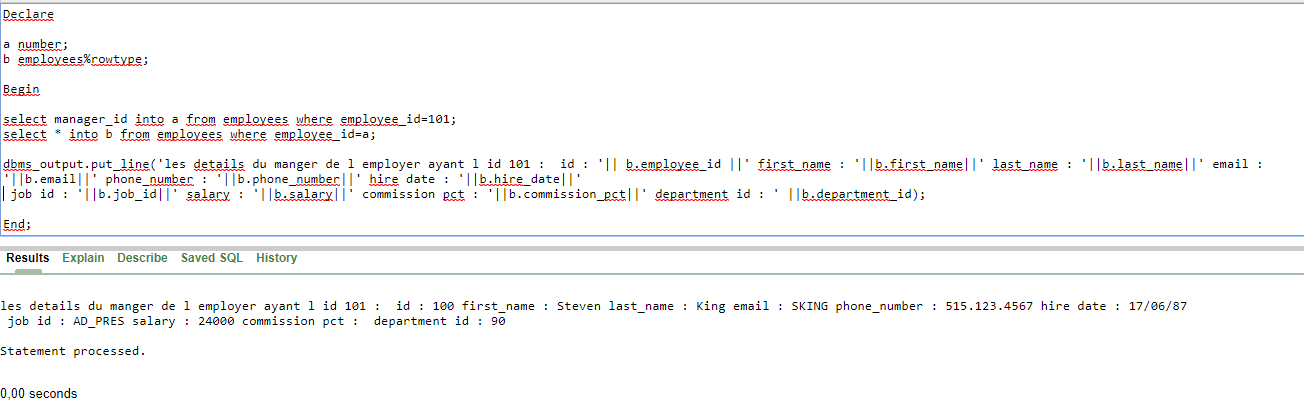 Declare
a number;
b employees%rowtype;
Begin
select manager_id into a from employees where employee_id=101;
select * into b from employees where employee_id=a;
dbms_output.put_line('les details du manger de l employer ayant l id 101 :  id : '|| b.employee_id ||' first_name : '||b.first_name||' last_name : '||b.last_name||' email :
'||b.email||' phone_number : '||b.phone_number||' hire date : '||b.hire_date||'
job id : '||b.job_id||' salary : '||b.salary||' commission pct : '||b.commission_pct||' department id : ' ||b.department_id);
End;
Results Explain Describe Saved SQL History
les details du manger de l employer ayant l id 101 :  id : 100 first_name : Steven last_name : King email : SKING phone_number : 515.123.4567 hire date : 17/06/87
job id : AD_PRES salary : 24000 commission pct :  department id : 90
Statement processed.
0,00 seconds